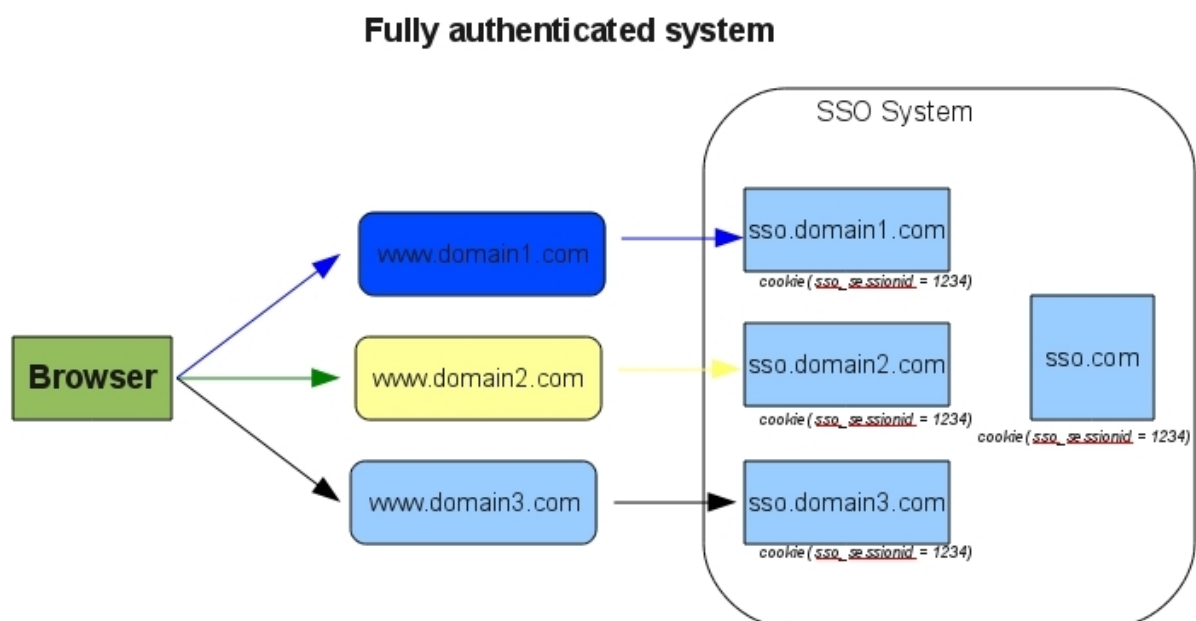 Fully authenticated system
SSO System
www.domain1.com
sso.domain1.com
cookie(sso_sessionid = 1234)
Browser
www.domain2.com
sso.domain2.com
cookie(sso_sessionid = 1234)
sso.com
cookie(sso_sessionid = 1234)
www.domain3.com
sso.domain3.com
cookie(sso_sessionid = 1234)